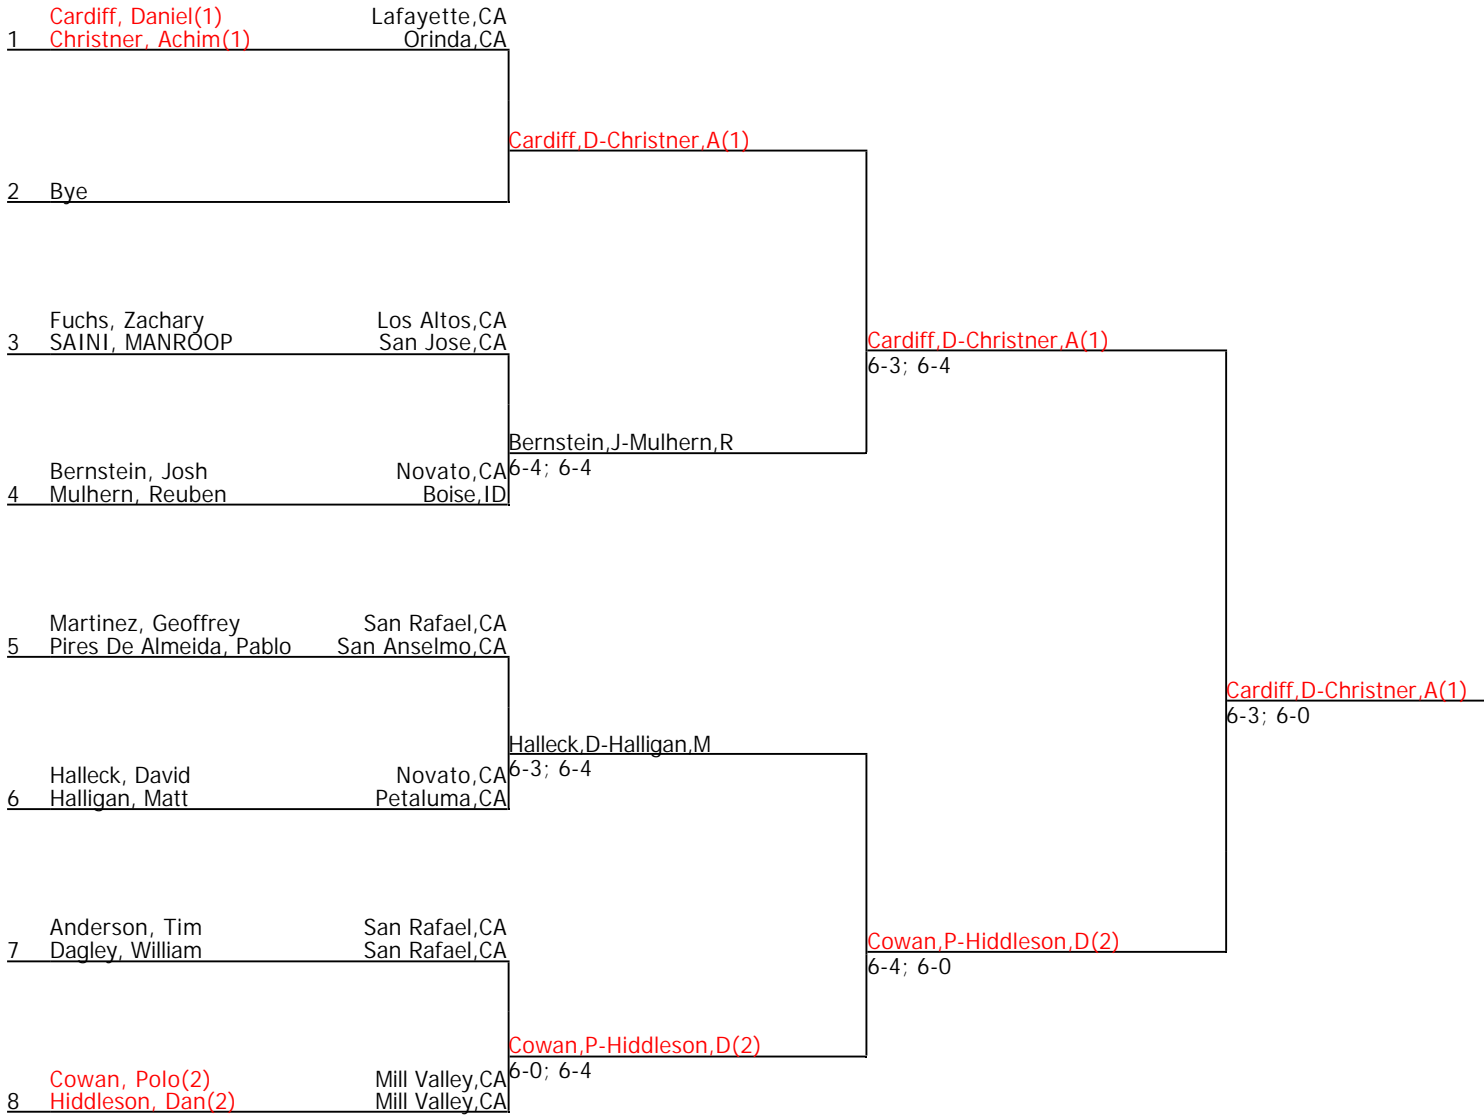 Cardiff, Daniel(1) Lafayette,CA
1 Christner, Achim(1) Orinda,CA
Cardiff,D-Christner,A(1)
2 Bye
Fuchs, Zachary Los Altos,CA
3 SAINI, MANROOP San Jose,CA
Cardiff,D-Christner,A(1)
6-3; 6-4
Bernstein,J-Mulhern,R
6-4; 6-4
Bernstein, Josh Novato,CA
4 Mulhern, Reuben Boise,ID
Martinez, Geoffrey San Rafael,CA
5 Pires De Almeida, Pablo San Anselmo,CA
Cardiff,D-Christner,A(1)
6-3; 6-0
Halleck,D-Halligan,M
6-3; 6-4
Halleck, David Novato,CA
6 Halligan, Matt Petaluma,CA
Anderson, Tim San Rafael,CA
7 Dagley, William San Rafael,CA
Cowan,P-Hiddleson,D(2)
6-4; 6-0
Cowan,P-Hiddleson,D(2)
6-0; 6-4
Cowan, Polo(2) Mill Valley,CA
8 Hiddleson, Dan(2) Mill Valley,CA